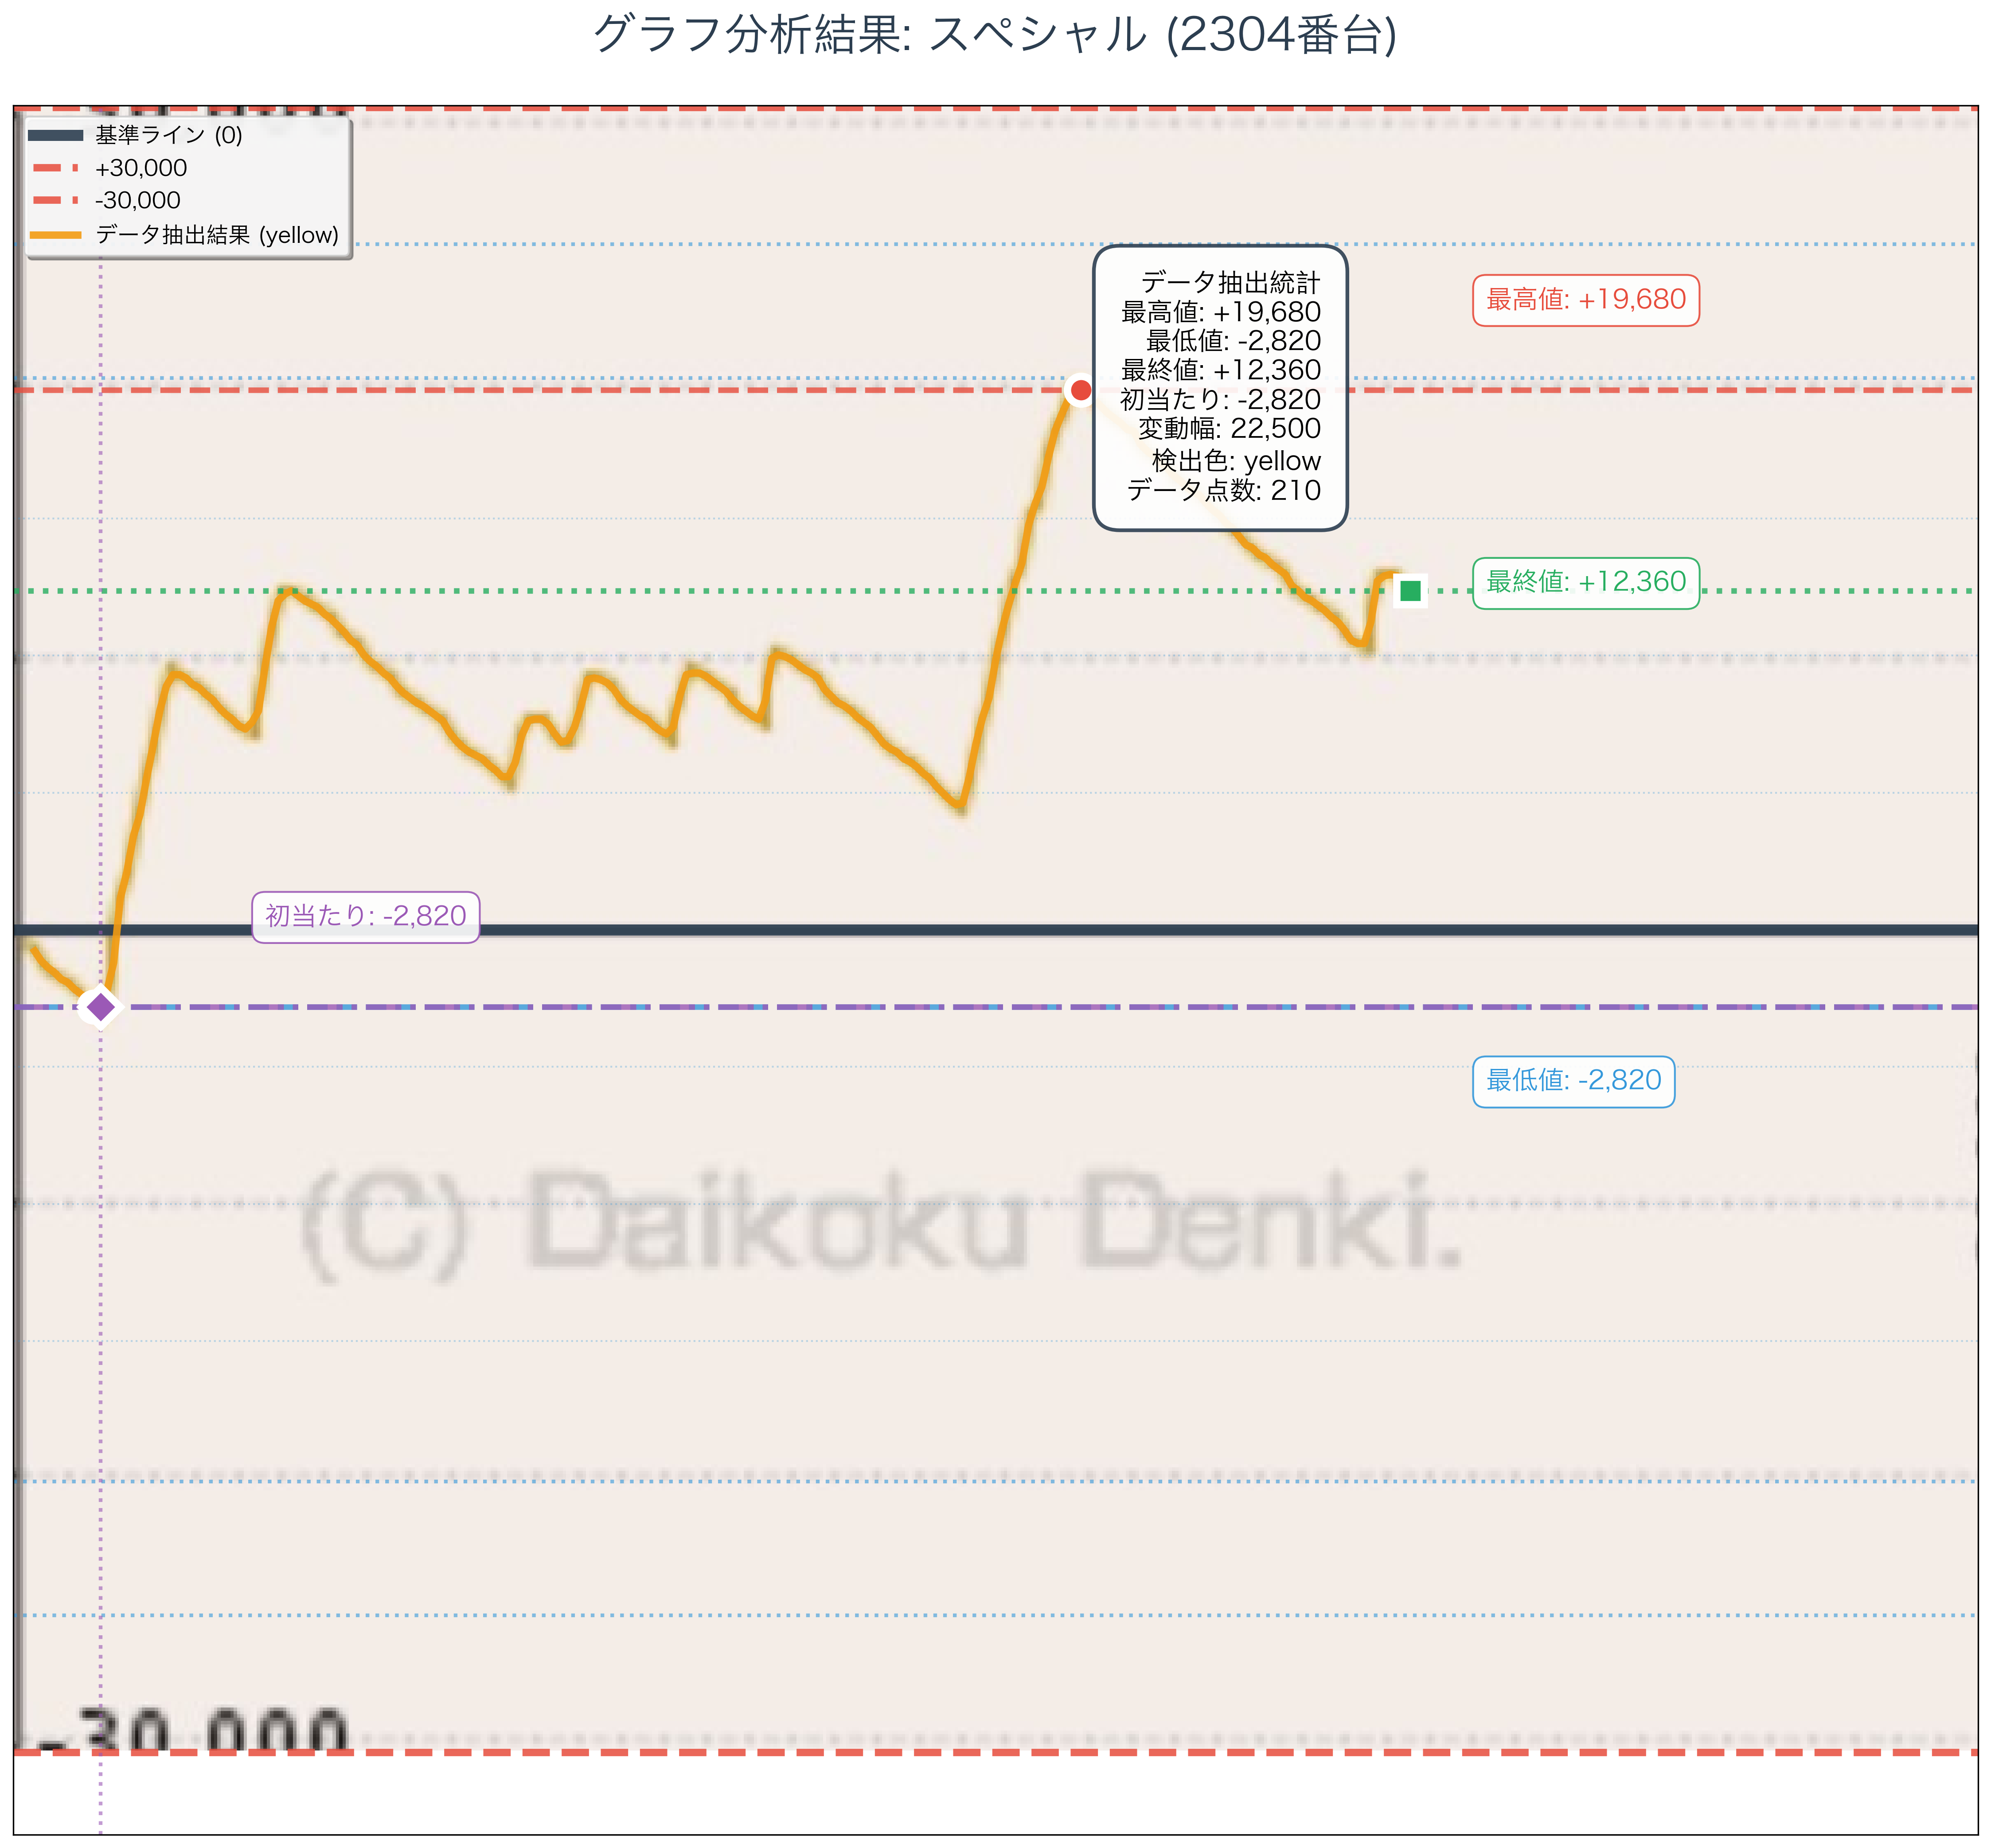 グラフ分析結果: スペシャル (2304番台)
基準ライン (0)
+30,000
-30,000
データ抽出結果 (yellow)
データ抽出統計
最高値: +19,680
最低値: -2,820
最終値: +12,360
初当たり: -2,820
変動幅: 22,500
検出色: yellow
データ点数: 210
最高値: +19,680
最終値: +12,360
初当たり: -2,820
最低値: -2,820
(C) Daikoku Denki.
-30,000